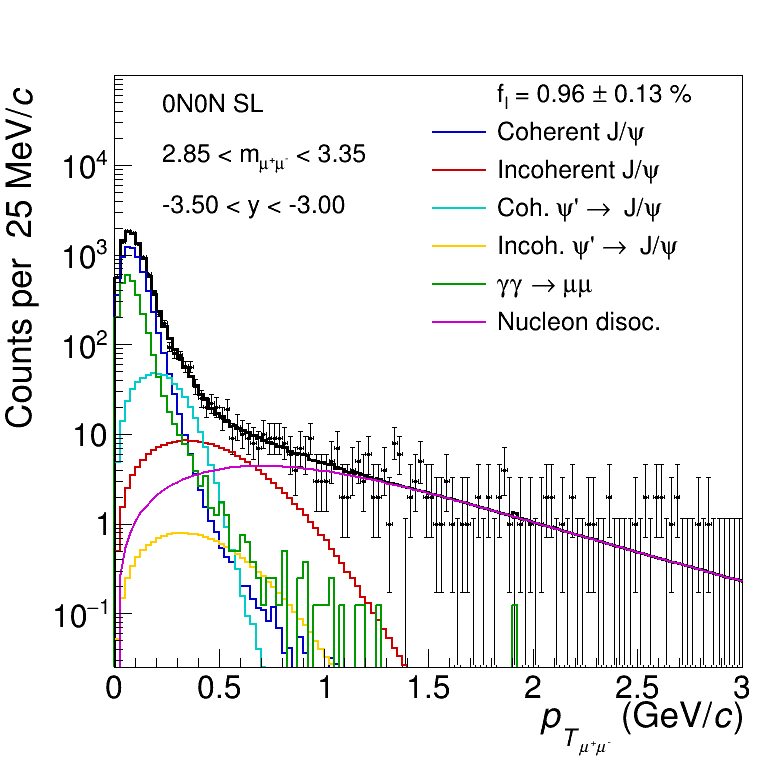 0N0N SL
2.85 < m_{μ⁺μ⁻} < 3.35
-3.50 < y < -3.00
f_I = 0.96 ± 0.13 %
Coherent J/ψ
Incoherent J/ψ
Coh. ψ' → J/ψ
Incoh. ψ' → J/ψ
γγ → μμ
Nucleon disoc.
Counts per 25 MeV/c
10⁴
10³
10²
10
1
10⁻¹
0 0.5 1 1.5 2 2.5 3
p_{T μ⁺μ⁻} (GeV/c)